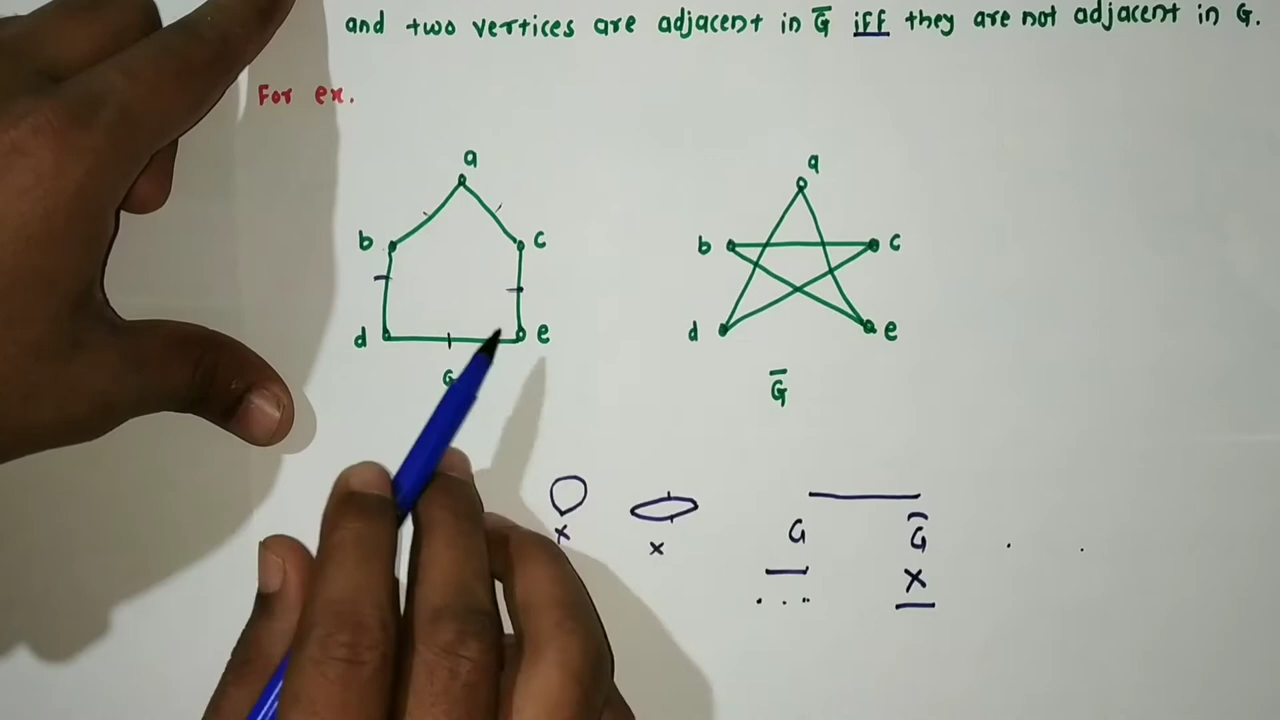 and two vertices are adjacent in G̅ iff they are not adjacent in G.
For ex.
a a
b c b c
d e d e
G G̅
G G̅
x x x